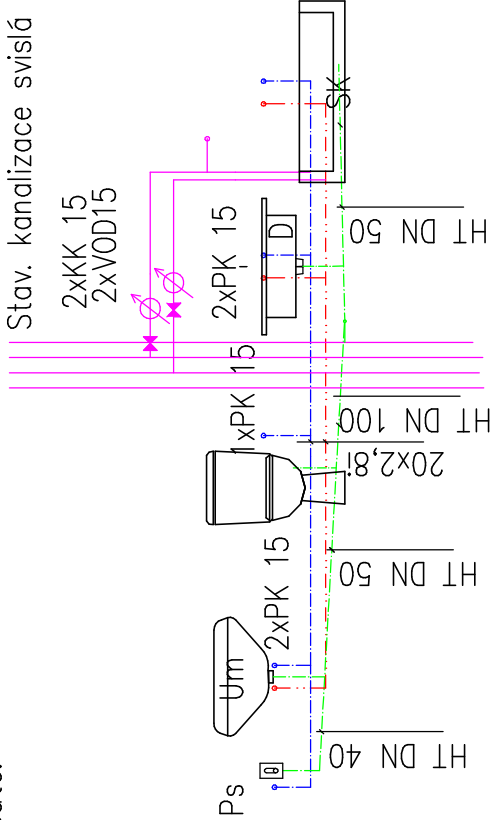 Stav. kanalizace svislá
2xKK 15
2xVOD15
2xPK 15
D
SK
1xPK 15
2xPK 15
Um
Ps
HT DN 50
HT DN 100
20x2,8i
HT DN 50
HT DN 40